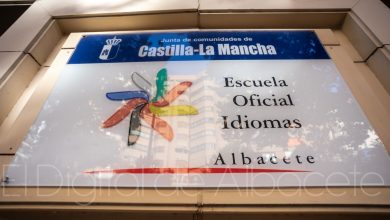 Junta de comunidades de
Castilla-La Mancha
Escuela
Oficial
Idiomas
Albacete
El Digital de Albacete